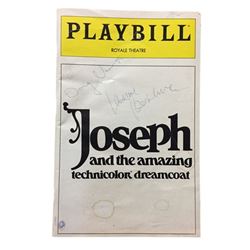 PLAYBILL
ROYALE THEATRE
Joseph
and the amazing
technicolor dreamcoat